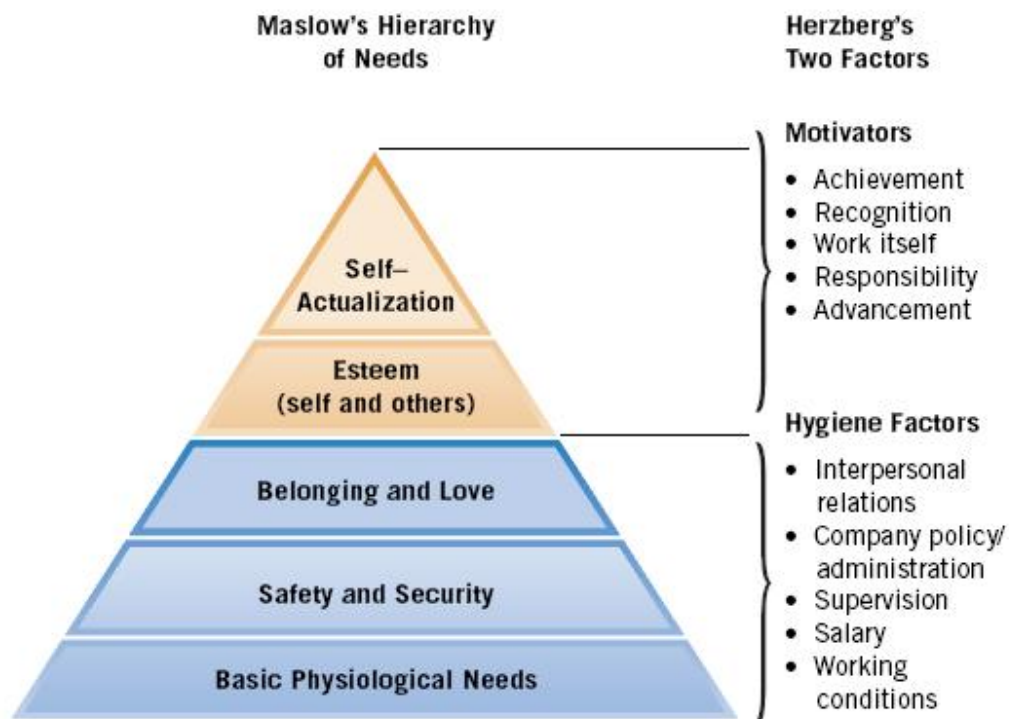 Maslow's Hierarchy
of Needs
Self–
Actualization
Esteem
(self and others)
Belonging and Love
Safety and Security
Basic Physiological Needs
Herzberg's
Two Factors
Motivators
• Achievement
• Recognition
• Work itself
• Responsibility
• Advancement
Hygiene Factors
• Interpersonal
relations
• Company policy/
administration
• Supervision
• Salary
• Working
conditions